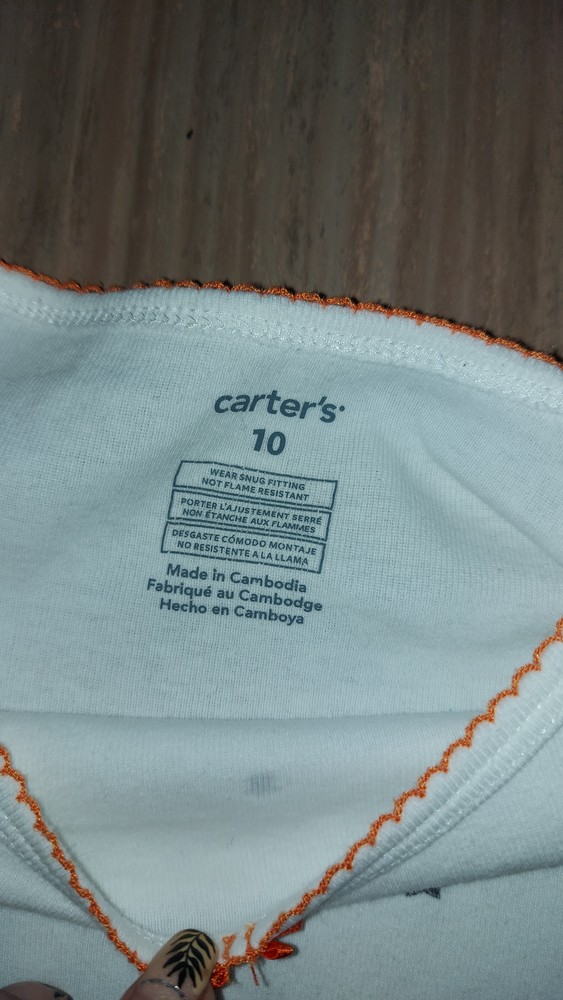 carter's
10
WEAR SNUG FITTING
NOT FLAME RESISTANT
PORTER L'AJUSTEMENT SERRÉ
NON ÉTANCHE AUX FLAMMES
DESGASTE CÓMODO MONTAJE
NO RESISTENTE A LA LLAMA
Made in Cambodia
Fabriqué au Cambodge
Hecho en Camboya